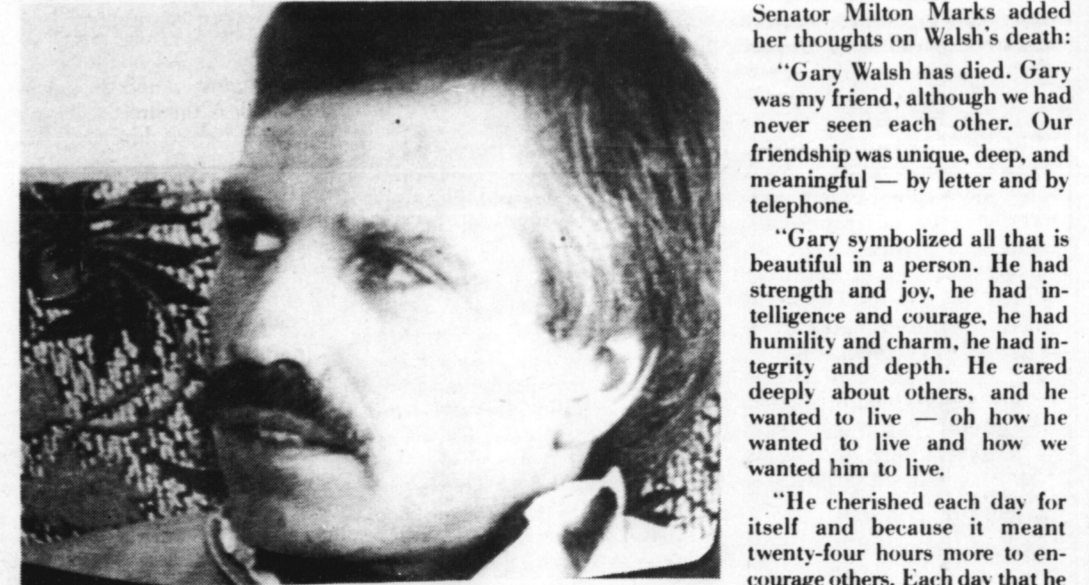 Senator Milton Marks added
her thoughts on Walsh's death:
"Gary Walsh has died. Gary
was my friend, although we had
never seen each other. Our
friendship was unique, deep, and
meaningful — by letter and by
telephone.
"Gary symbolized all that is
beautiful in a person. He had
strength and joy, he had in-
telligence and courage, he had
humility and charm, he had in-
tegrity and depth. He cared
deeply about others, and he
wanted to live — oh how he
wanted to live and how we
wanted him to live.
"He cherished each day for
itself and because it meant
twenty-four hours more to en-
courage others. Each day that he